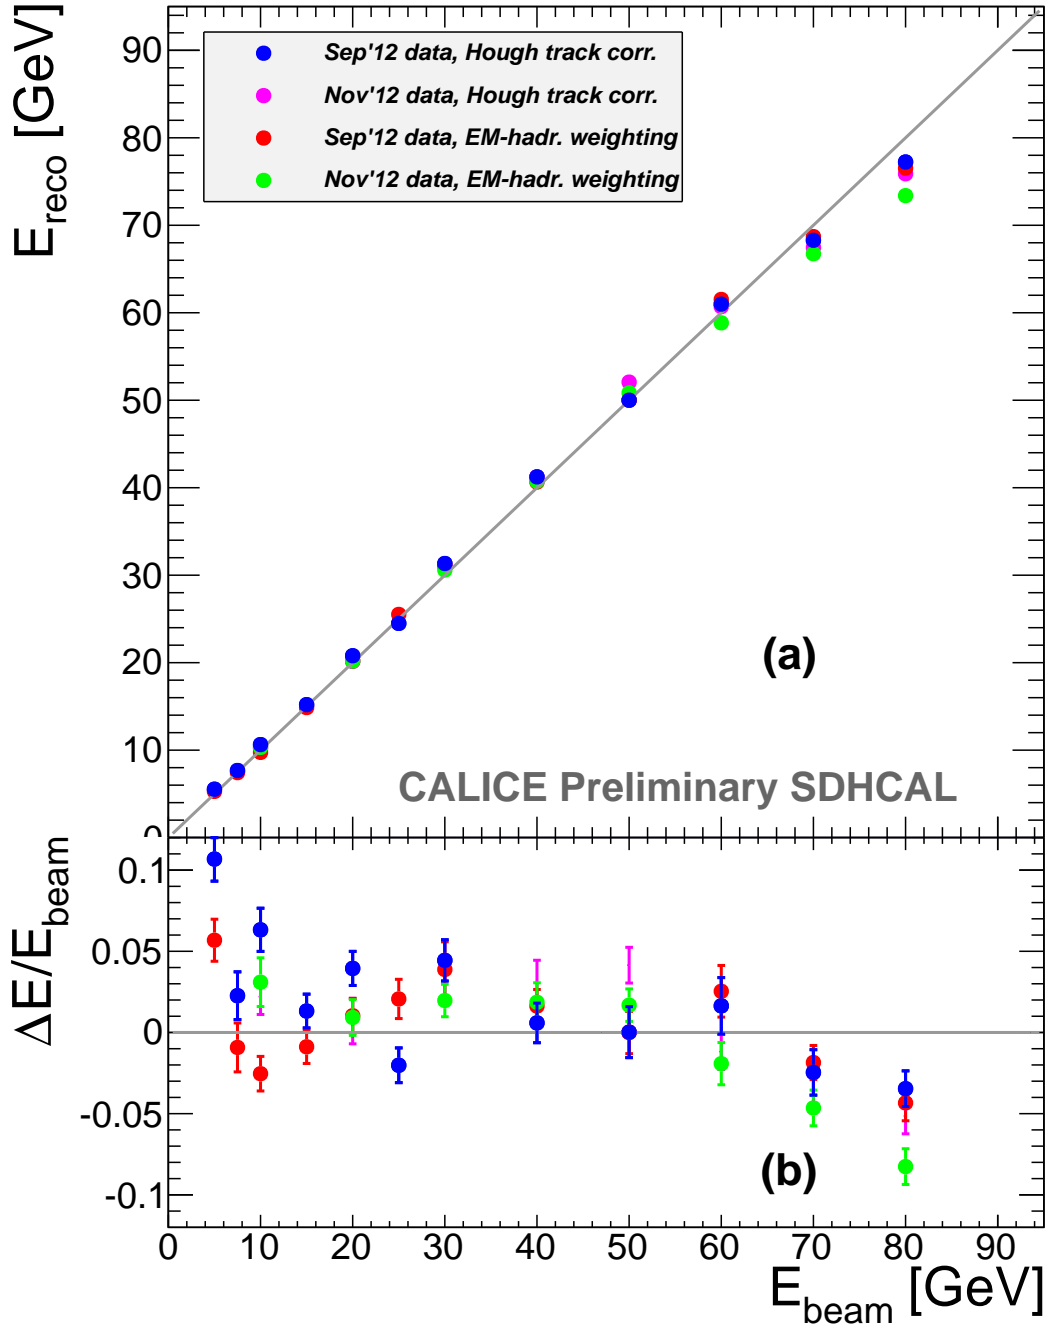 E_reco [GeV]
90
80
70
60
50
40
30
20
10
0
Sep'12 data, Hough track corr.
Nov'12 data, Hough track corr.
Sep'12 data, EM-hadr. weighting
Nov'12 data, EM-hadr. weighting
(a)
CALICE Preliminary SDHCAL
ΔE/E_beam
0.1
0.05
0
-0.05
-0.1
(b)
0 10 20 30 40 50 60 70 80 90
E_beam [GeV]